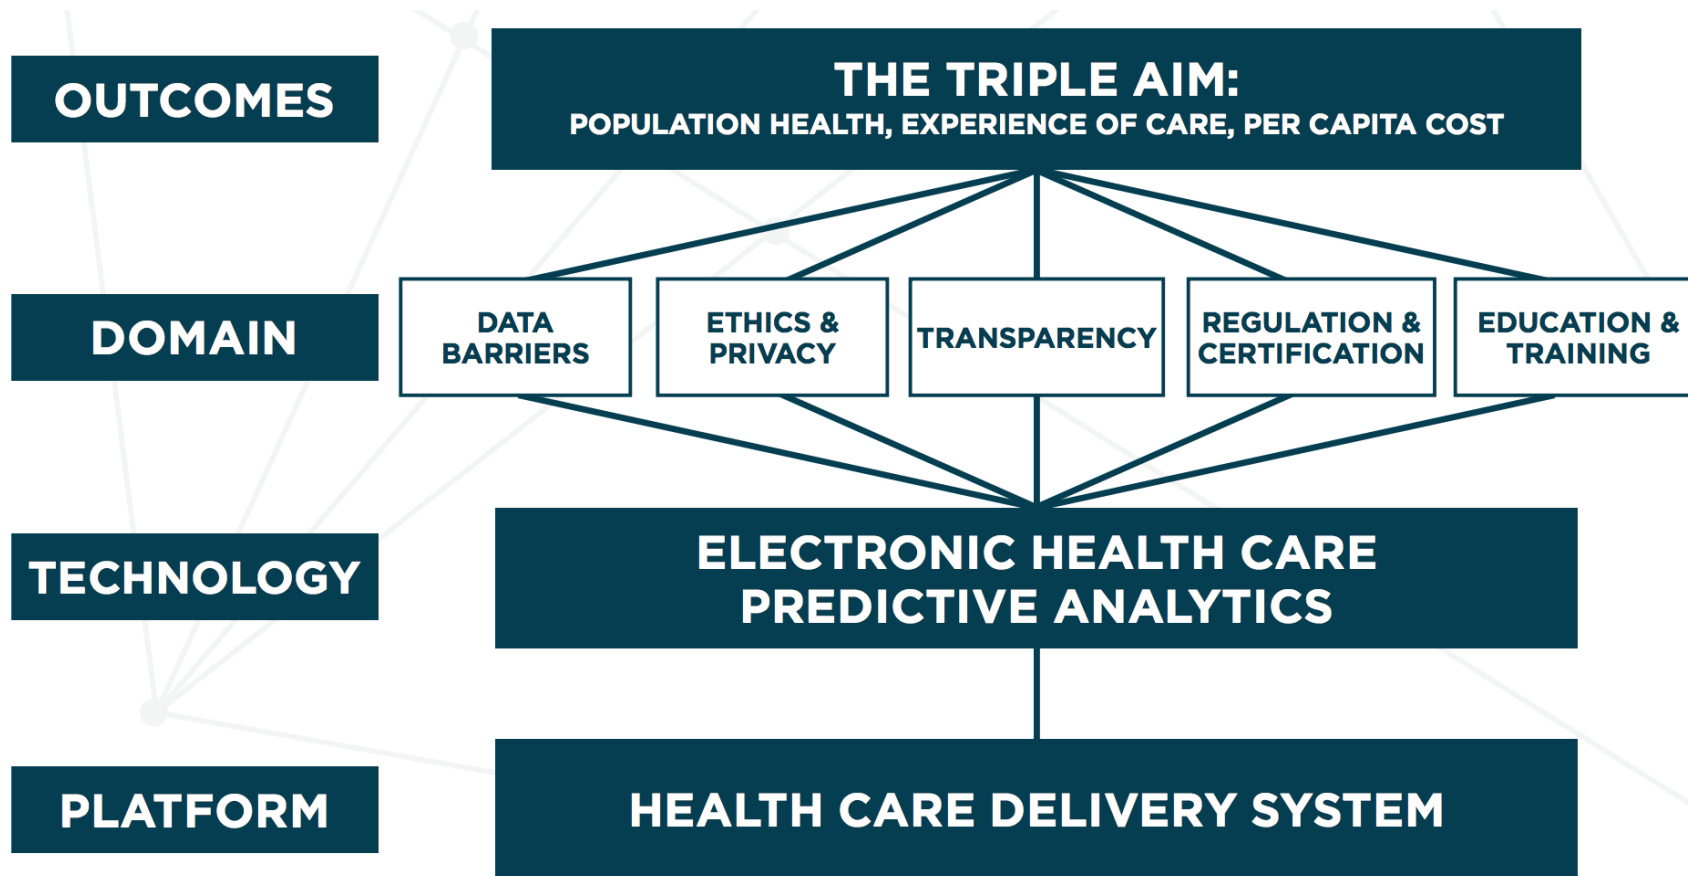 OUTCOMES
THE TRIPLE AIM:
POPULATION HEALTH, EXPERIENCE OF CARE, PER CAPITA COST
DOMAIN
DATA
BARRIERS
ETHICS &
PRIVACY
TRANSPARENCY
REGULATION &
CERTIFICATION
EDUCATION &
TRAINING
TECHNOLOGY
ELECTRONIC HEALTH CARE
PREDICTIVE ANALYTICS
PLATFORM
HEALTH CARE DELIVERY SYSTEM